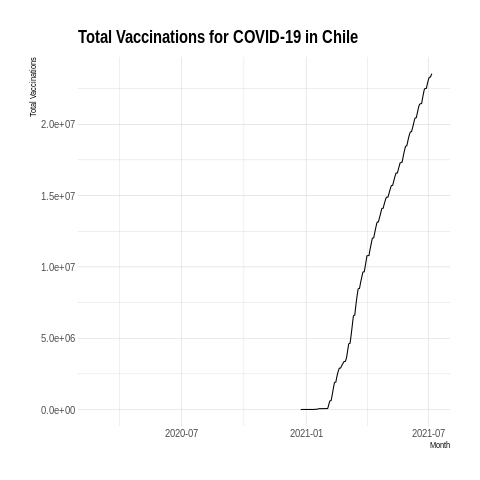 Total Vaccinations for COVID-19 in Chile
Total Vaccinations
2.0e+07
1.5e+07
1.0e+07
5.0e+06
0.0e+00
2020-07
2021-01
2021-07
Month